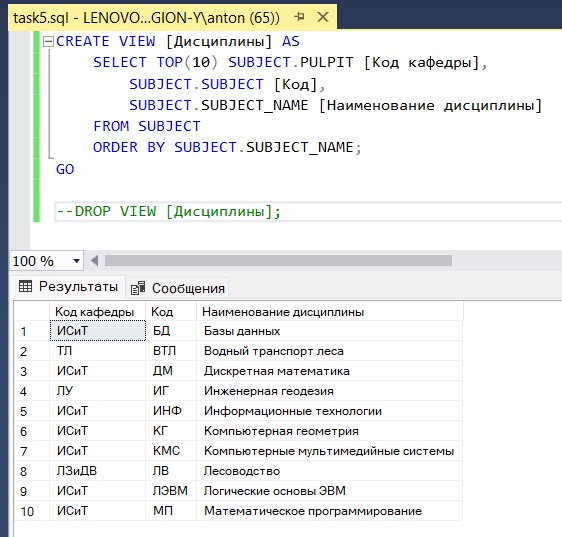 task5.sql - LENOVO...GION-Y\anton (65))
CREATE VIEW [Дисциплины] AS
SELECT TOP(10) SUBJECT.PULPIT [Код кафедры],
SUBJECT.SUBJECT [Код],
SUBJECT.SUBJECT_NAME [Наименование дисциплины]
FROM SUBJECT
ORDER BY SUBJECT.SUBJECT_NAME;
GO
--DROP VIEW [Дисциплины];
100 %
Результаты Сообщения
Код кафедры Код Наименование дисциплины
1 ИСиТ БД Базы данных
2 ТЛ ВТЛ Водный транспорт леса
3 ИСиТ ДМ Дискретная математика
4 ЛУ ИГ Инженерная геодезия
5 ИСиТ ИНФ Информационные технологии
6 ИСиТ КГ Компьютерная геометрия
7 ИСиТ КМС Компьютерные мультимедийные системы
8 ЛЗиДВ ЛВ Лесоводство
9 ИСиТ ЛЭВМ Логические основы ЭВМ
10 ИСиТ МП Математическое программирование